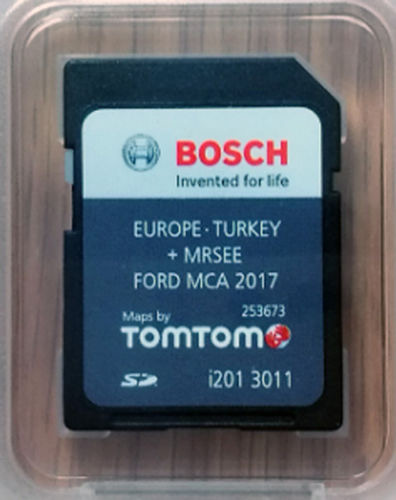 BOSCH
Invented for life
EUROPE · TURKEY
+ MRSEE
FORD MCA 2017
253673
Maps by
TOMTOM
SD
i201 3011